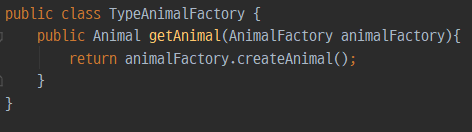 public class TypeAnimalFactory {
    public Animal getAnimal(AnimalFactory animalFactory){
        return animalFactory.createAnimal();
    }
}